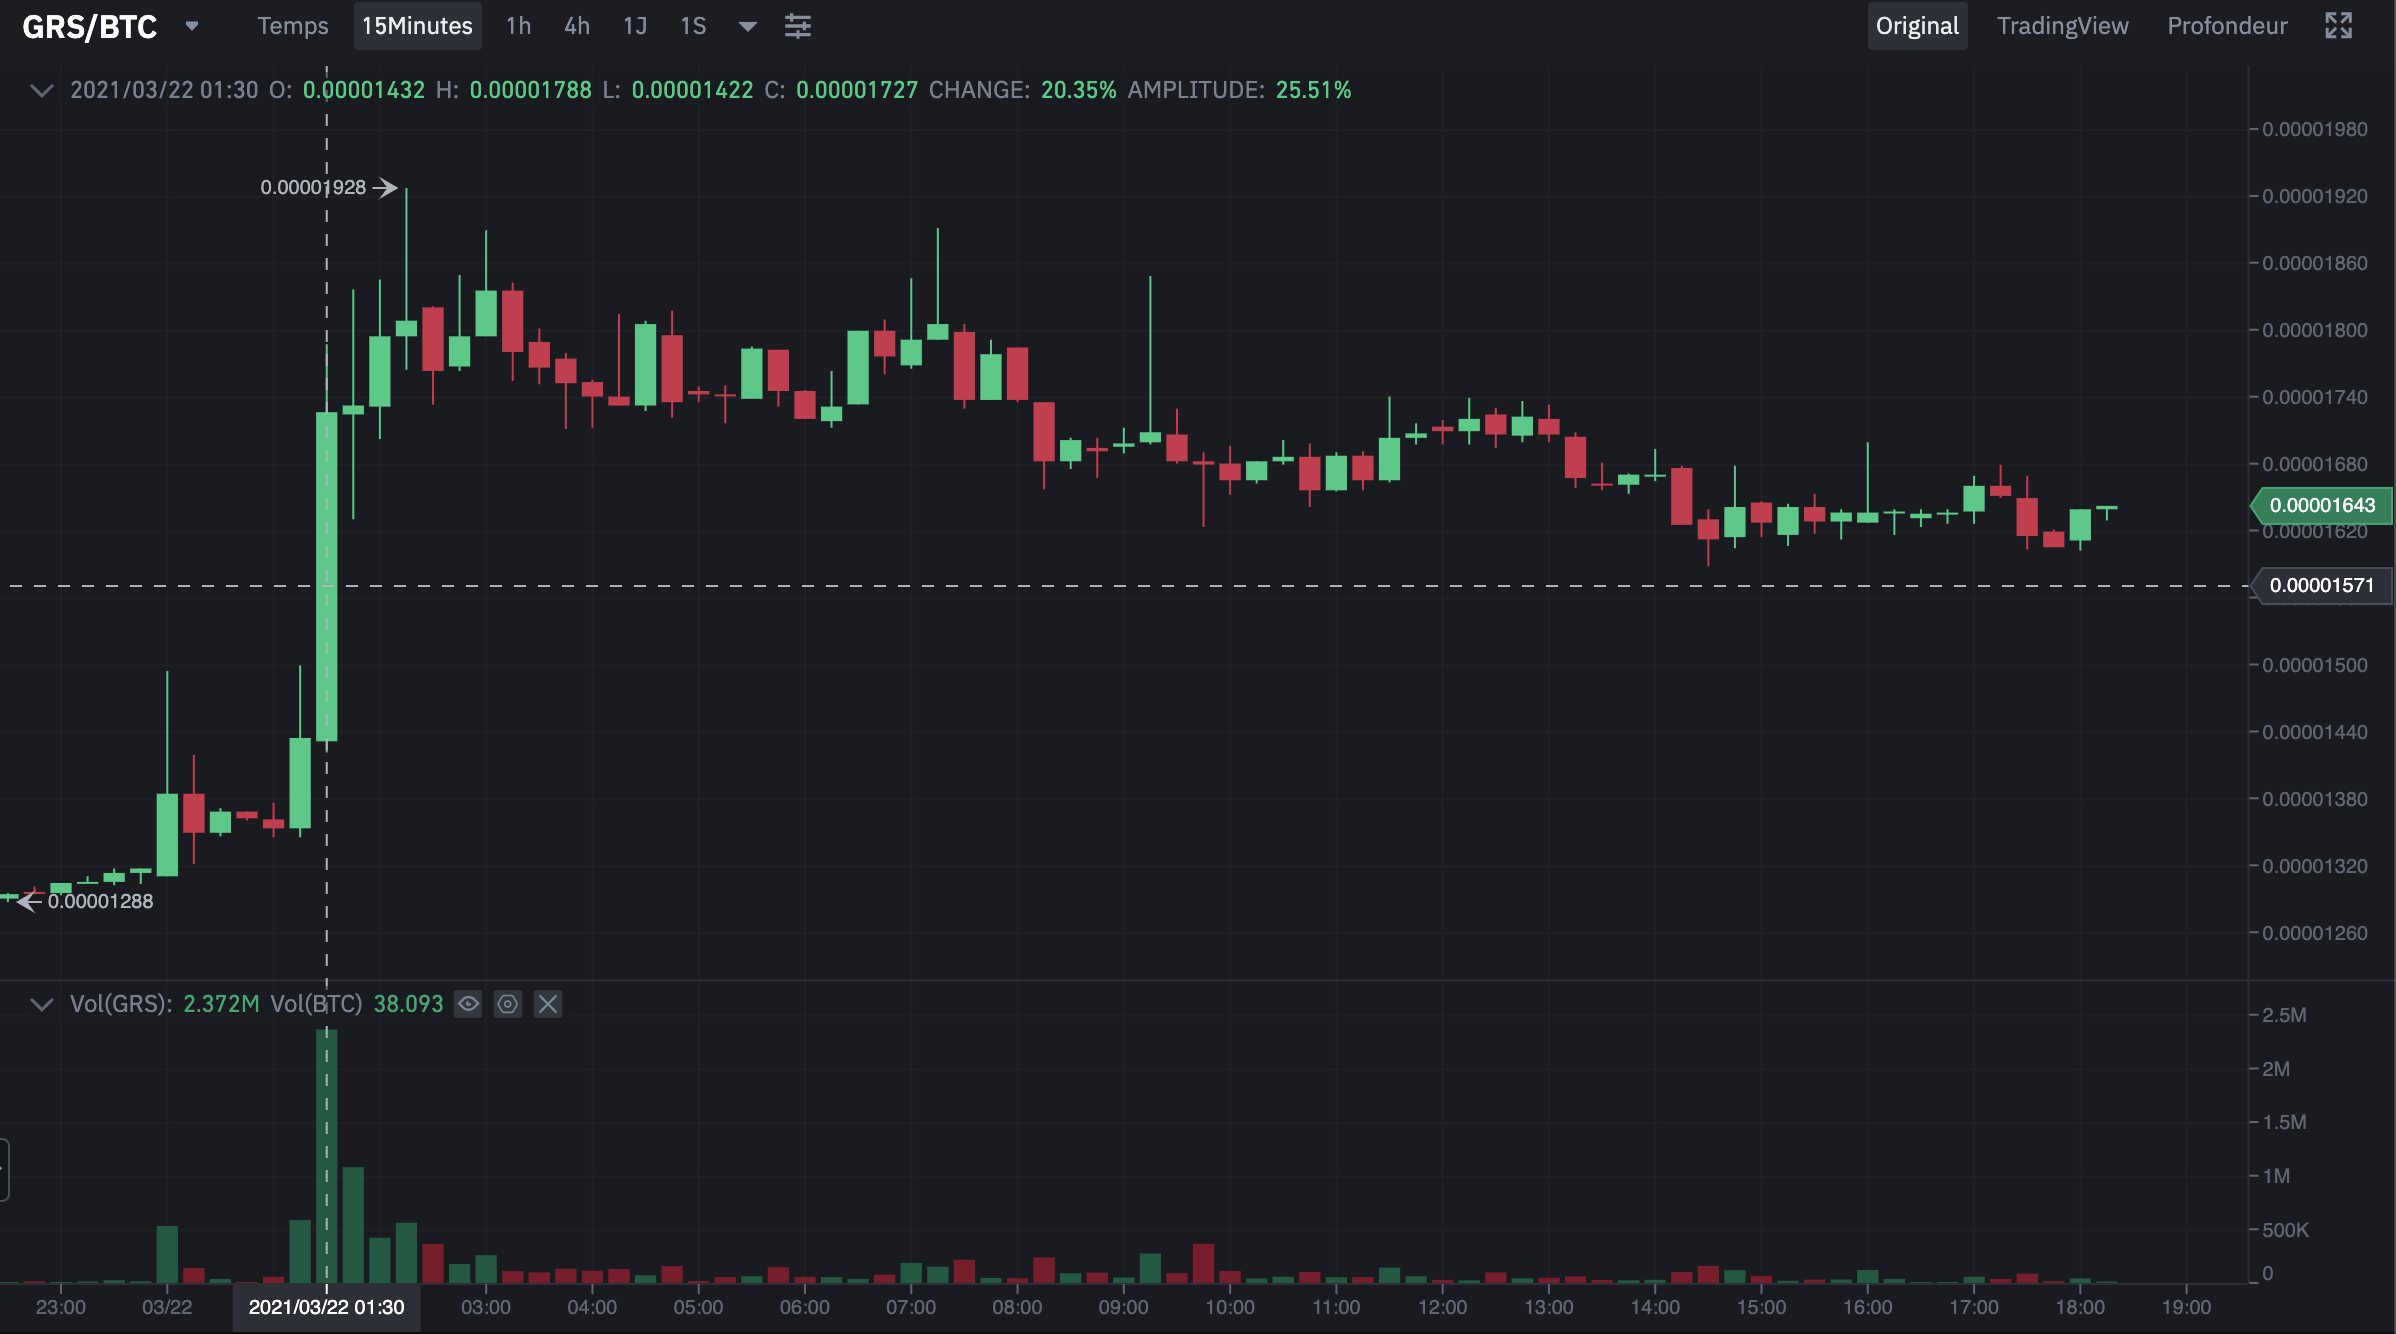 GRS/BTC Temps 15Minutes 1h 4h 1J 1S Original TradingView Profondeur
2021/03/22 01:30 O: 0.00001432 H: 0.00001788 L: 0.00001422 C: 0.00001727 CHANGE: 20.35% AMPLITUDE: 25.51%
0.00001980
0.00001928
0.00001920
0.00001860
0.00001800
0.00001740
0.00001680
0.00001643
0.00001620
0.00001571
0.00001500
0.00001440
0.00001380
0.00001320
0.00001288
0.00001260
Vol(GRS): 2.372M Vol(BTC) 38.093
2.5M
2M
1.5M
1M
500K
0
23:00 03/22 2021/03/22 01:30 03:00 04:00 05:00 06:00 07:00 08:00 09:00 10:00 11:00 12:00 13:00 14:00 15:00 16:00 17:00 18:00 19:00